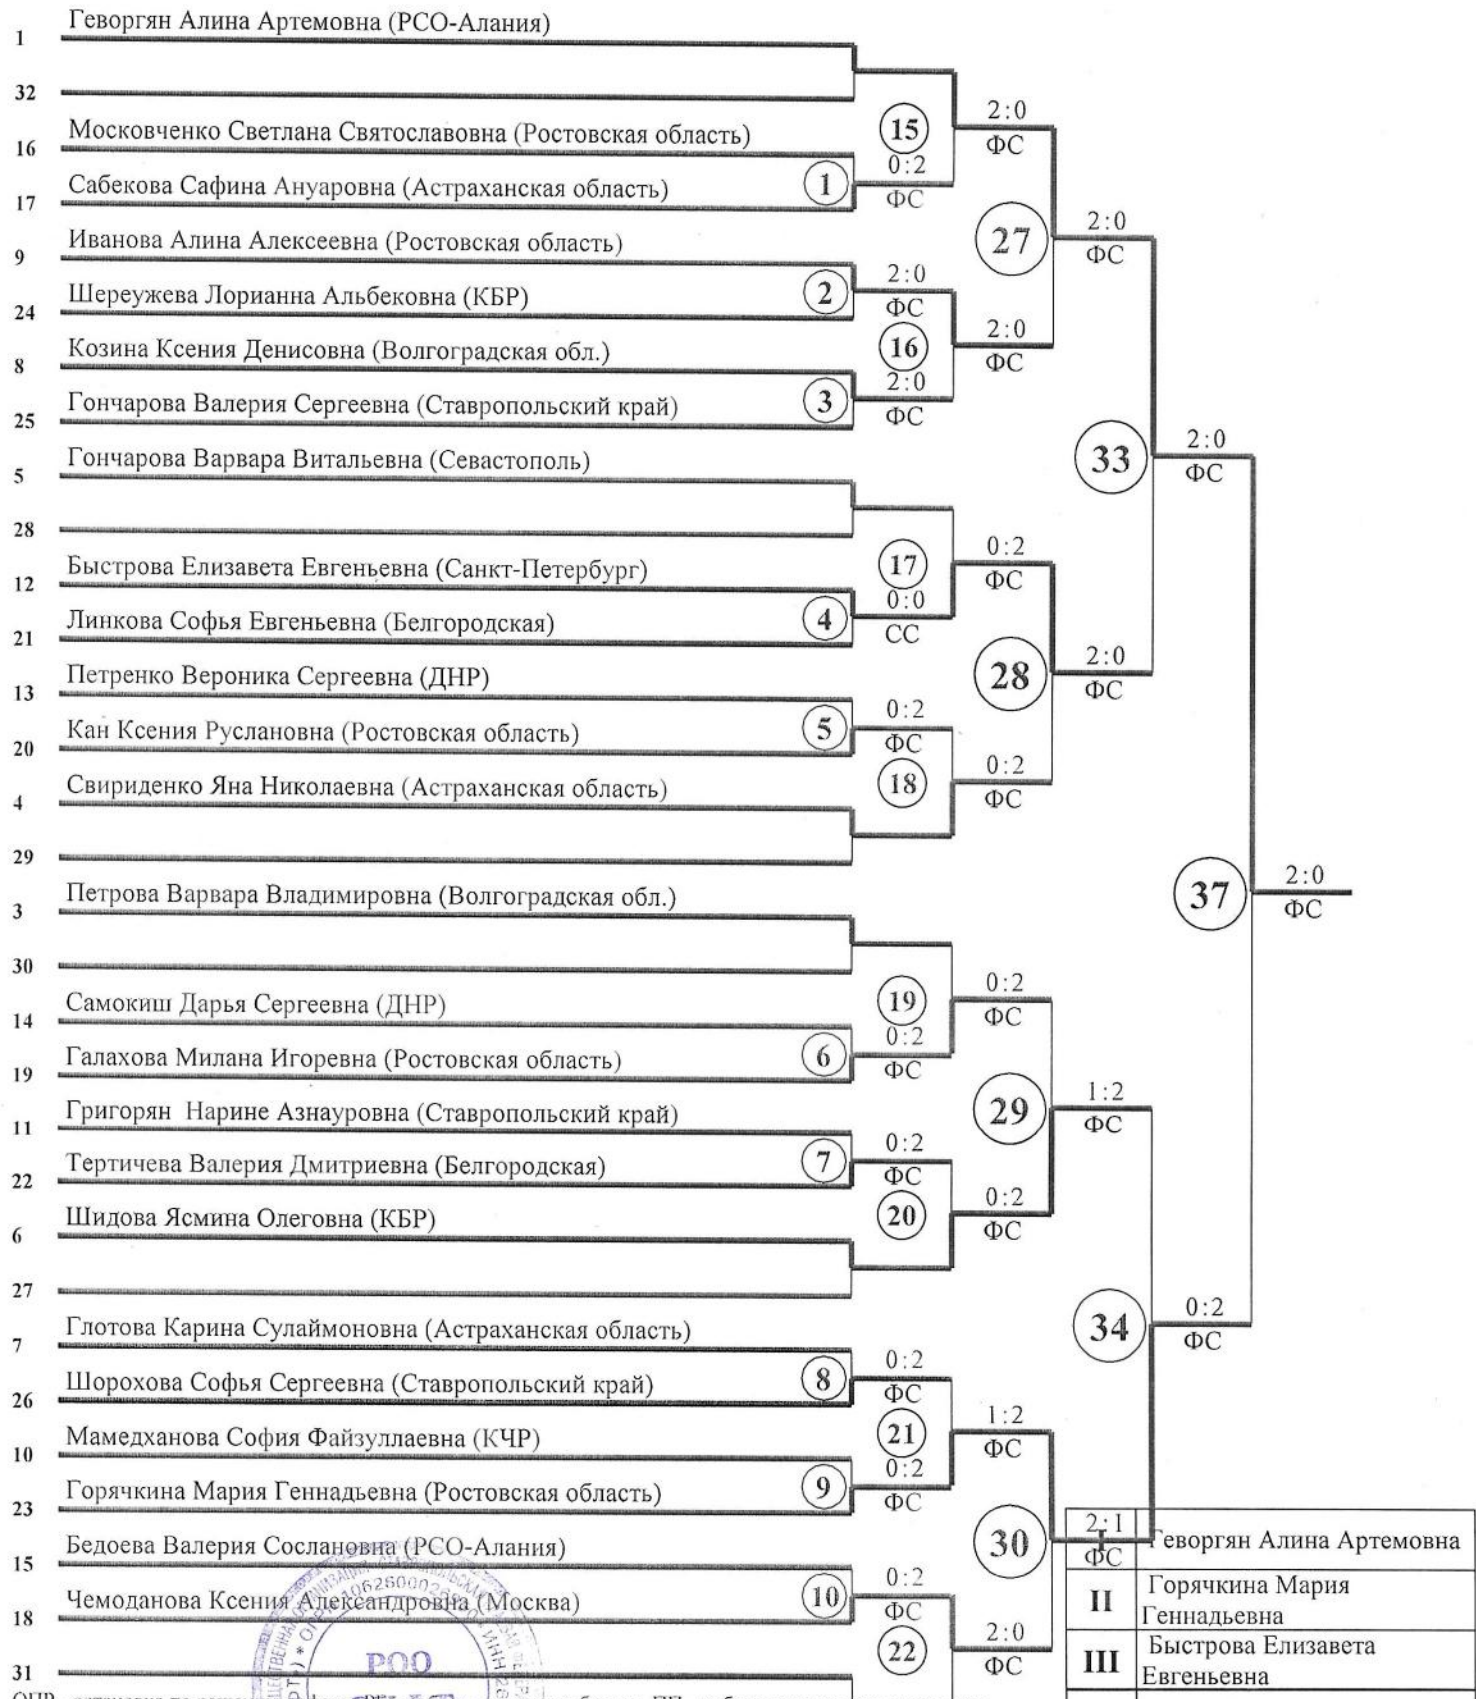 Геворгян Алина Артемовна (РСО-Алания)
1
32
Московченко Светлана Святославовна (Ростовская область)
16
15
2:0
ФС
Сабекова Сафина Ануаровна (Астраханская область)
17
1
0:2
ФС
Иванова Алина Алексеевна (Ростовская область)
9
27
2:0
ФС
Шереужева Лорианна Альбековна (КБР)
24
2
2:0
ФС
Козина Ксения Денисовна (Волгоградская обл.)
8
16
2:0
ФС
Гончарова Валерия Сергеевна (Ставропольский край)
25
3
2:0
ФС
Гончарова Варвара Витальевна (Севастополь)
5
33
2:0
ФС
28
Быстрова Елизавета Евгеньевна (Санкт-Петербург)
12
17
0:2
ФС
Линкова Софья Евгеньевна (Белгородская)
21
4
0:0
СС
Петренко Вероника Сергеевна (ДНР)
13
28
2:0
ФС
Кан Ксения Руслановна (Ростовская область)
20
5
0:2
ФС
Свириденко Яна Николаевна (Астраханская область)
4
18
0:2
ФС
29
Петрова Варвара Владимировна (Волгоградская обл.)
3
37
2:0
ФС
30
Самокиш Дарья Сергеевна (ДНР)
14
19
0:2
ФС
Галахова Милана Игоревна (Ростовская область)
19
6
0:2
ФС
Григорян Нарине Азнауровна (Ставропольский край)
11
29
1:2
ФС
Тертичева Валерия Дмитриевна (Белгородская)
22
7
0:2
ФС
Шидова Ясмина Олеговна (КБР)
6
20
0:2
ФС
27
Глотова Карина Сулаймоновна (Астраханская область)
7
34
0:2
ФС
Шорохова Софья Сергеевна (Ставропольский край)
26
8
0:2
ФС
Мамедханова София Файзуллаевна (КЧР)
10
21
1:2
ФС
Горячкина Мария Геннадьевна (Ростовская область)
23
9
0:2
ФС
Бедоева Валерия Сослановна (РСО-Алания)
15
30
2:1
ФС
I Геворгян Алина Артемовна
Чемоданова Ксения Александровна (Москва)
18
10
0:2
ФС
II Горячкина Мария
Геннадьевна
31
22
2:0
ФС
III Быстрова Елизавета
Евгеньевна
РОО